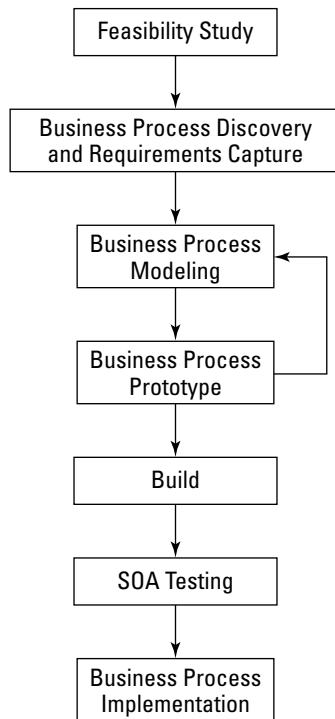 Feasibility Study
Business Process Discovery
and Requirements Capture
Business Process
Modeling
Business Process
Prototype
Build
SOA Testing
Business Process
Implementation